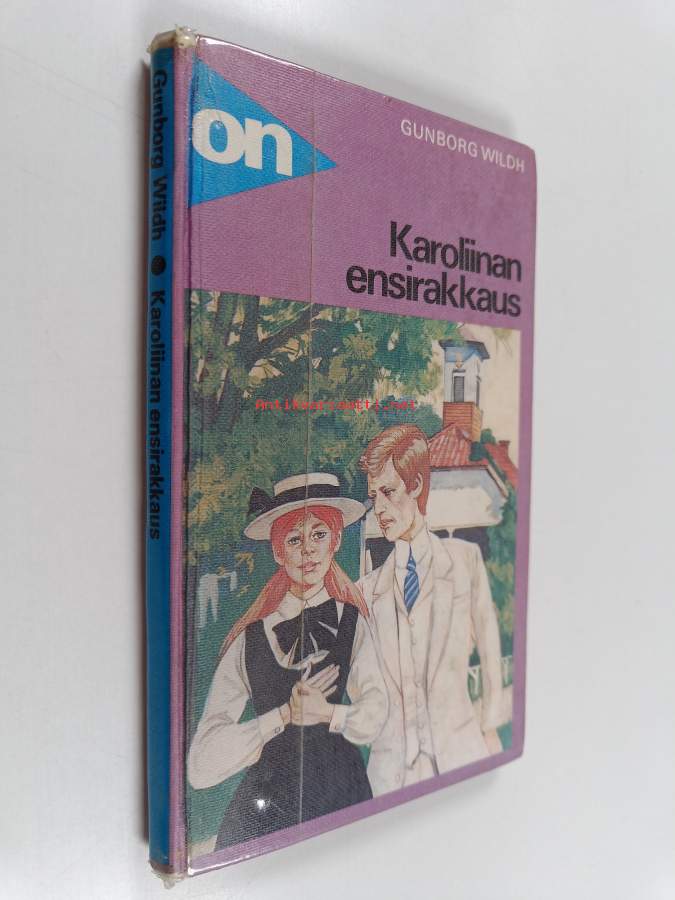 Gunborg Wildh ● Karoliinan ensirakkaus
on
GUNBORG WILDH
Karoliinan
ensirakkaus
Antikvariaatti.net